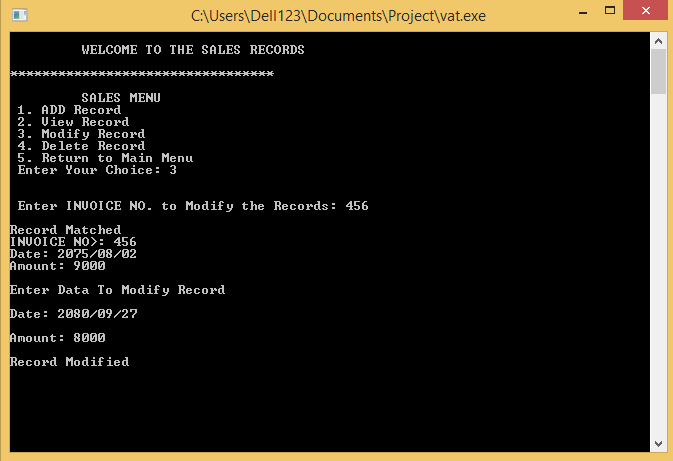 C:\Users\Dell123\Documents\Project\vat.exe
WELCOME TO THE SALES RECORDS
*********************************
SALES MENU
1. ADD Record
2. View Record
3. Modify Record
4. Delete Record
5. Return to Main Menu
Enter Your Choice: 3
Enter INVOICE NO. to Modify the Records: 456
Record Matched
INVOICE NO>: 456
Date: 2075/08/02
Amount: 9000
Enter Data To Modify Record
Date: 2080/09/27
Amount: 8000
Record Modified